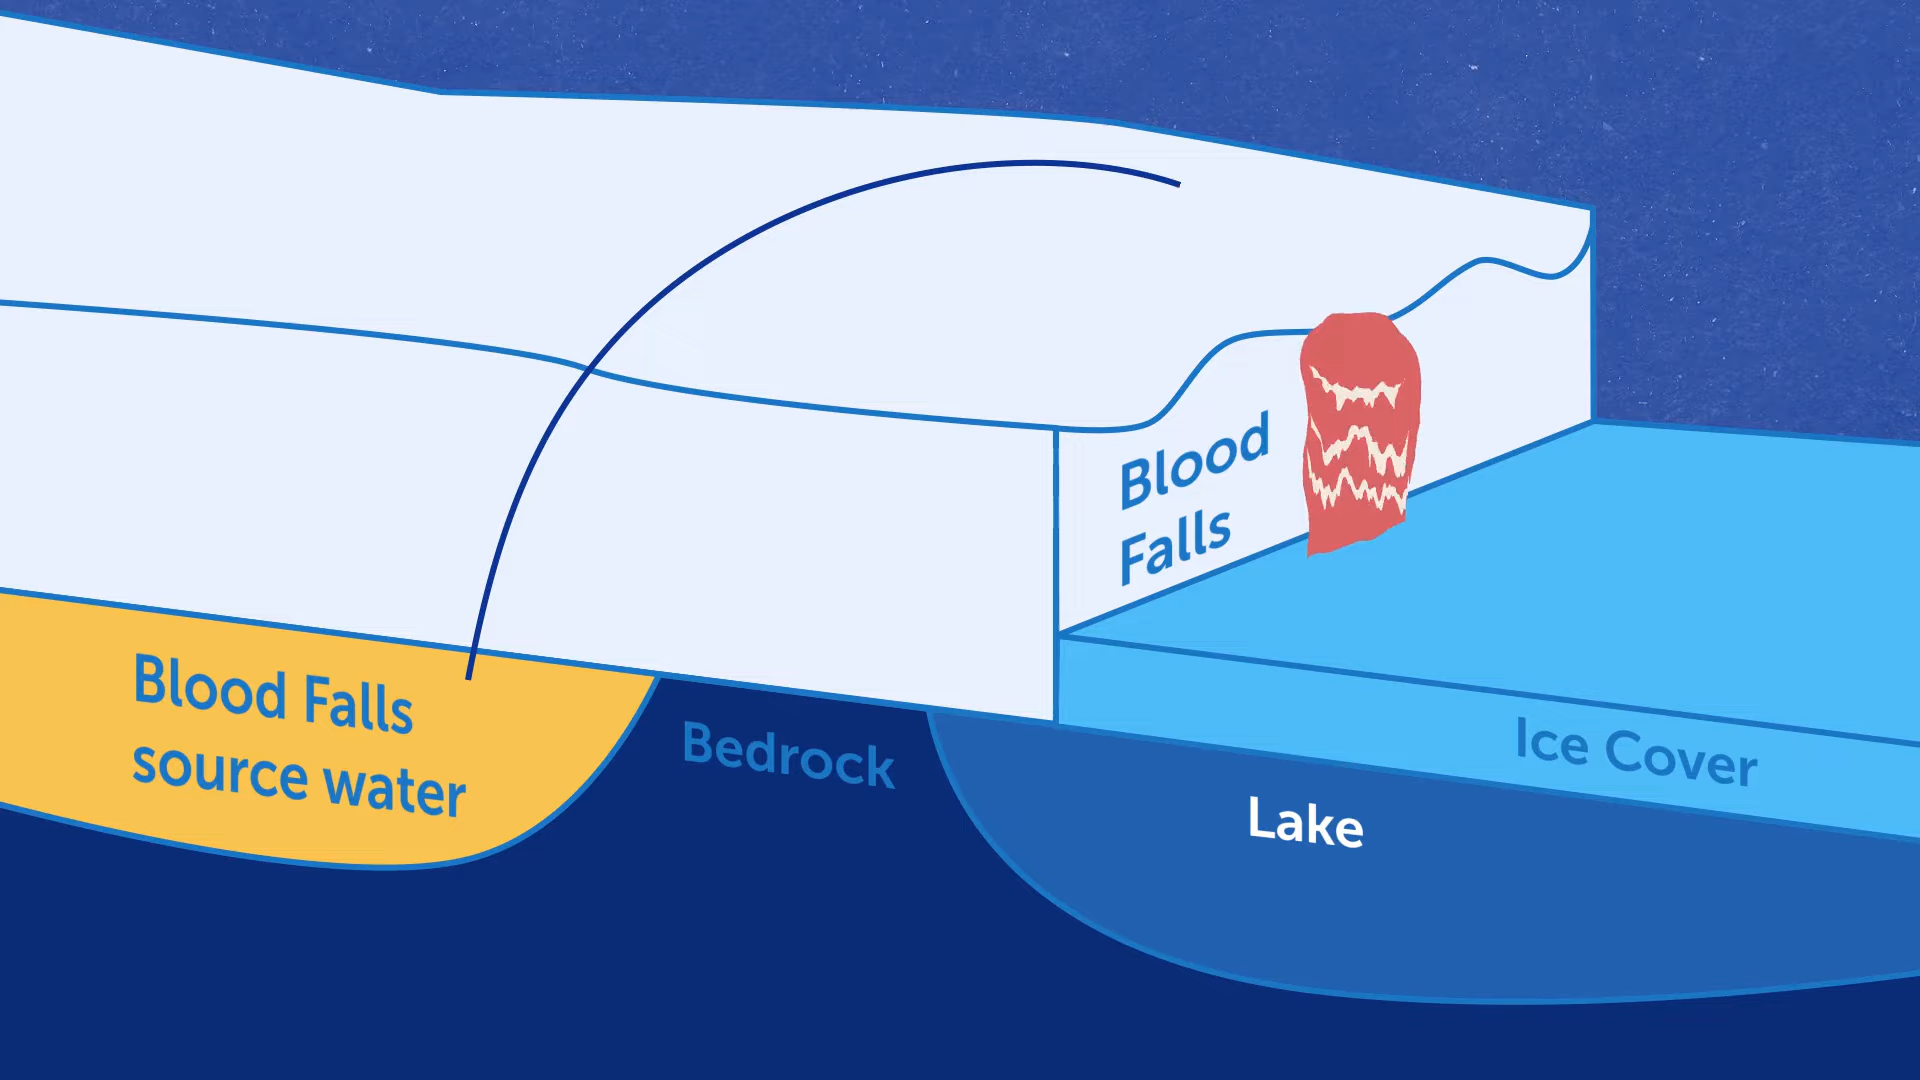 Blood
Falls
Blood Falls
source water
Bedrock
Ice Cover
Lake